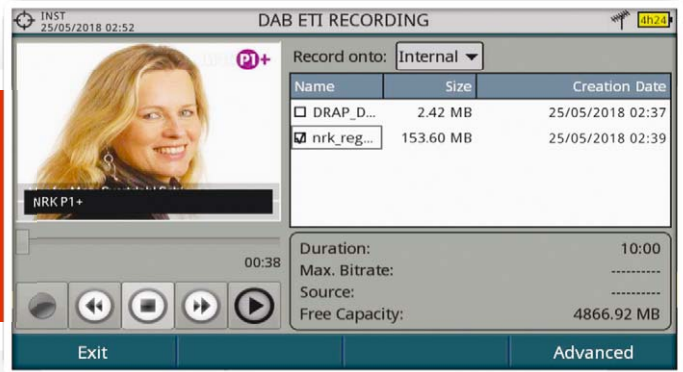 INST
25/05/2018 02:52
DAB ETI RECORDING
4h24
P1+
NRK P1+
00:38
Record onto: Internal
Name Size Creation Date
DRAP_D... 2.42 MB 25/05/2018 02:37
nrk_reg... 153.60 MB 25/05/2018 02:39
Duration: 10:00
Max. Bitrate: ----------
Source: ----------
Free Capacity: 4866.92 MB
Exit
Advanced